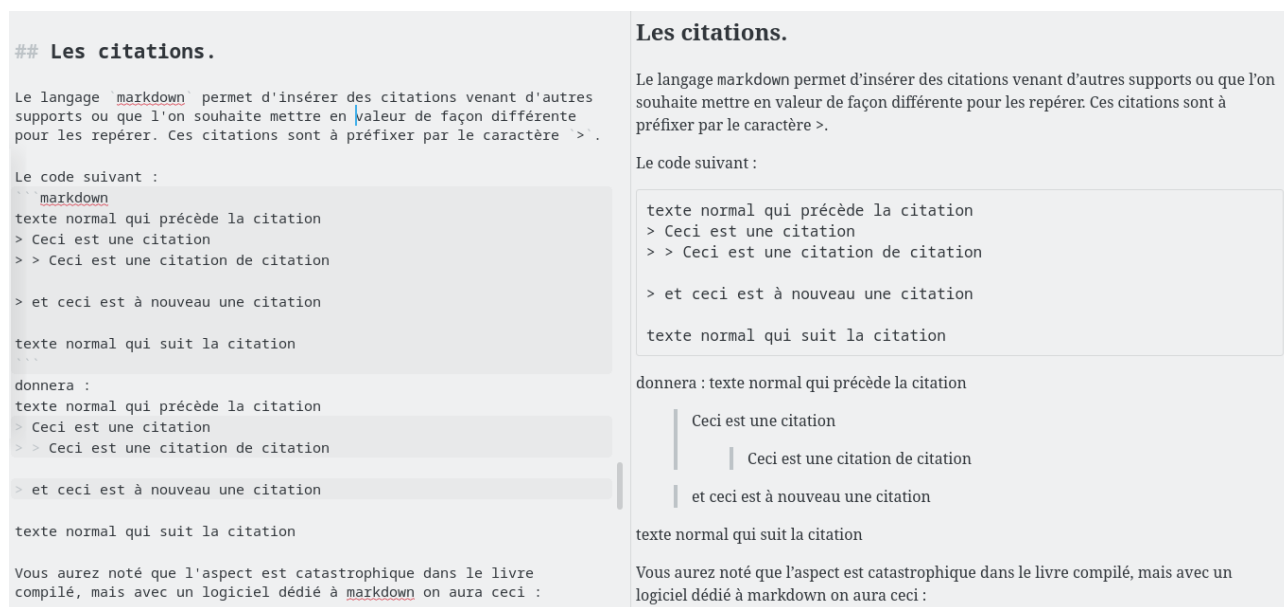 ## Les citations.
Le langage `markdown` permet d'insérer des citations venant d'autres
supports ou que l'on souhaite mettre en valeur de façon différente
pour les repérer. Ces citations sont à préfixer par le caractère `>`.
Le code suivant :
```markdown
texte normal qui précède la citation
> Ceci est une citation
> > Ceci est une citation de citation
> et ceci est à nouveau une citation
texte normal qui suit la citation
```
donnera :
texte normal qui précède la citation
> Ceci est une citation
> > Ceci est une citation de citation
> et ceci est à nouveau une citation
texte normal qui suit la citation
Vous aurez noté que l'aspect est catastrophique dans le livre
compilé, mais avec un logiciel dédié à markdown on aura ceci :
Les citations.
Le langage markdown permet d’insérer des citations venant d’autres supports ou que l’on
souhaite mettre en valeur de façon différente pour les repérer. Ces citations sont à
préfixer par le caractère >.
Le code suivant :
texte normal qui précède la citation
> Ceci est une citation
> > Ceci est une citation de citation
> et ceci est à nouveau une citation
texte normal qui suit la citation
donnera : texte normal qui précède la citation
Ceci est une citation
Ceci est une citation de citation
et ceci est à nouveau une citation
texte normal qui suit la citation
Vous aurez noté que l’aspect est catastrophique dans le livre compilé, mais avec un
logiciel dédié à markdown on aura ceci :